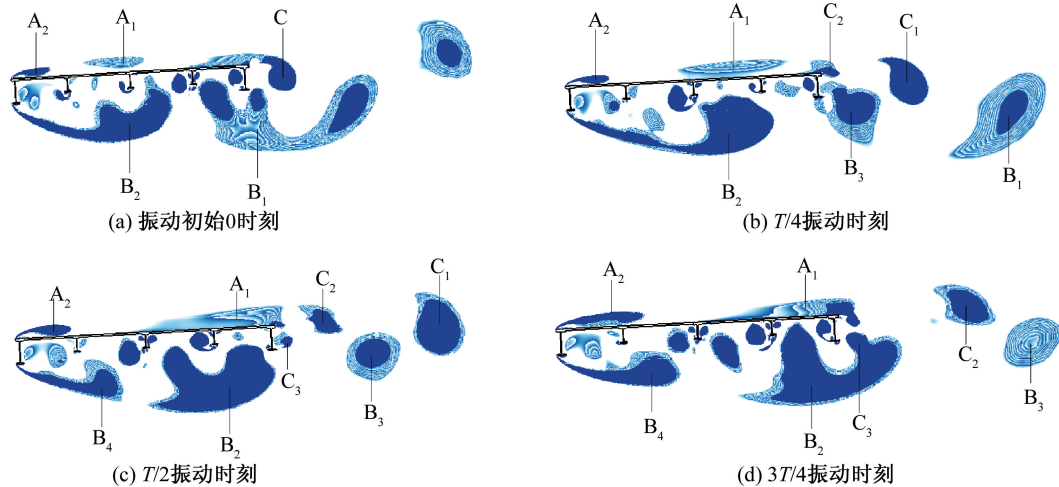 A₂ A₁ C
B₂ B₁
(a) 振动初始0时刻
A₁ C₂ C₁
A₂
B₃ B₁
B₂
(b) T/4振动时刻
A₂ A₁ C₂ C₁
C₃
B₄ B₂ B₃
(c) T/2振动时刻
A₂ A₁
C₂ B₃
B₄ B₂ C₃
(d) 3T/4振动时刻